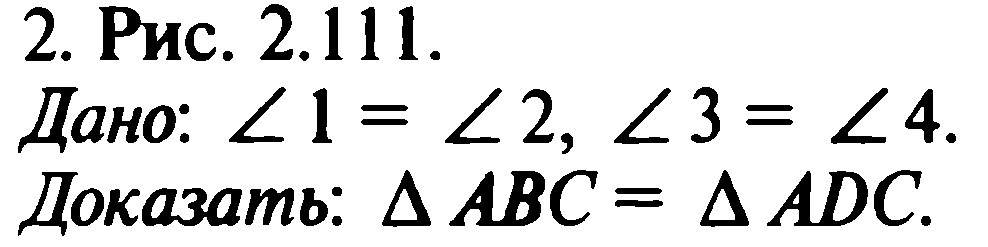 2. Рис. 2.111.
Дано: ∠1 = ∠2, ∠3 = ∠4.
Доказать: Δ ABC = Δ ADC.